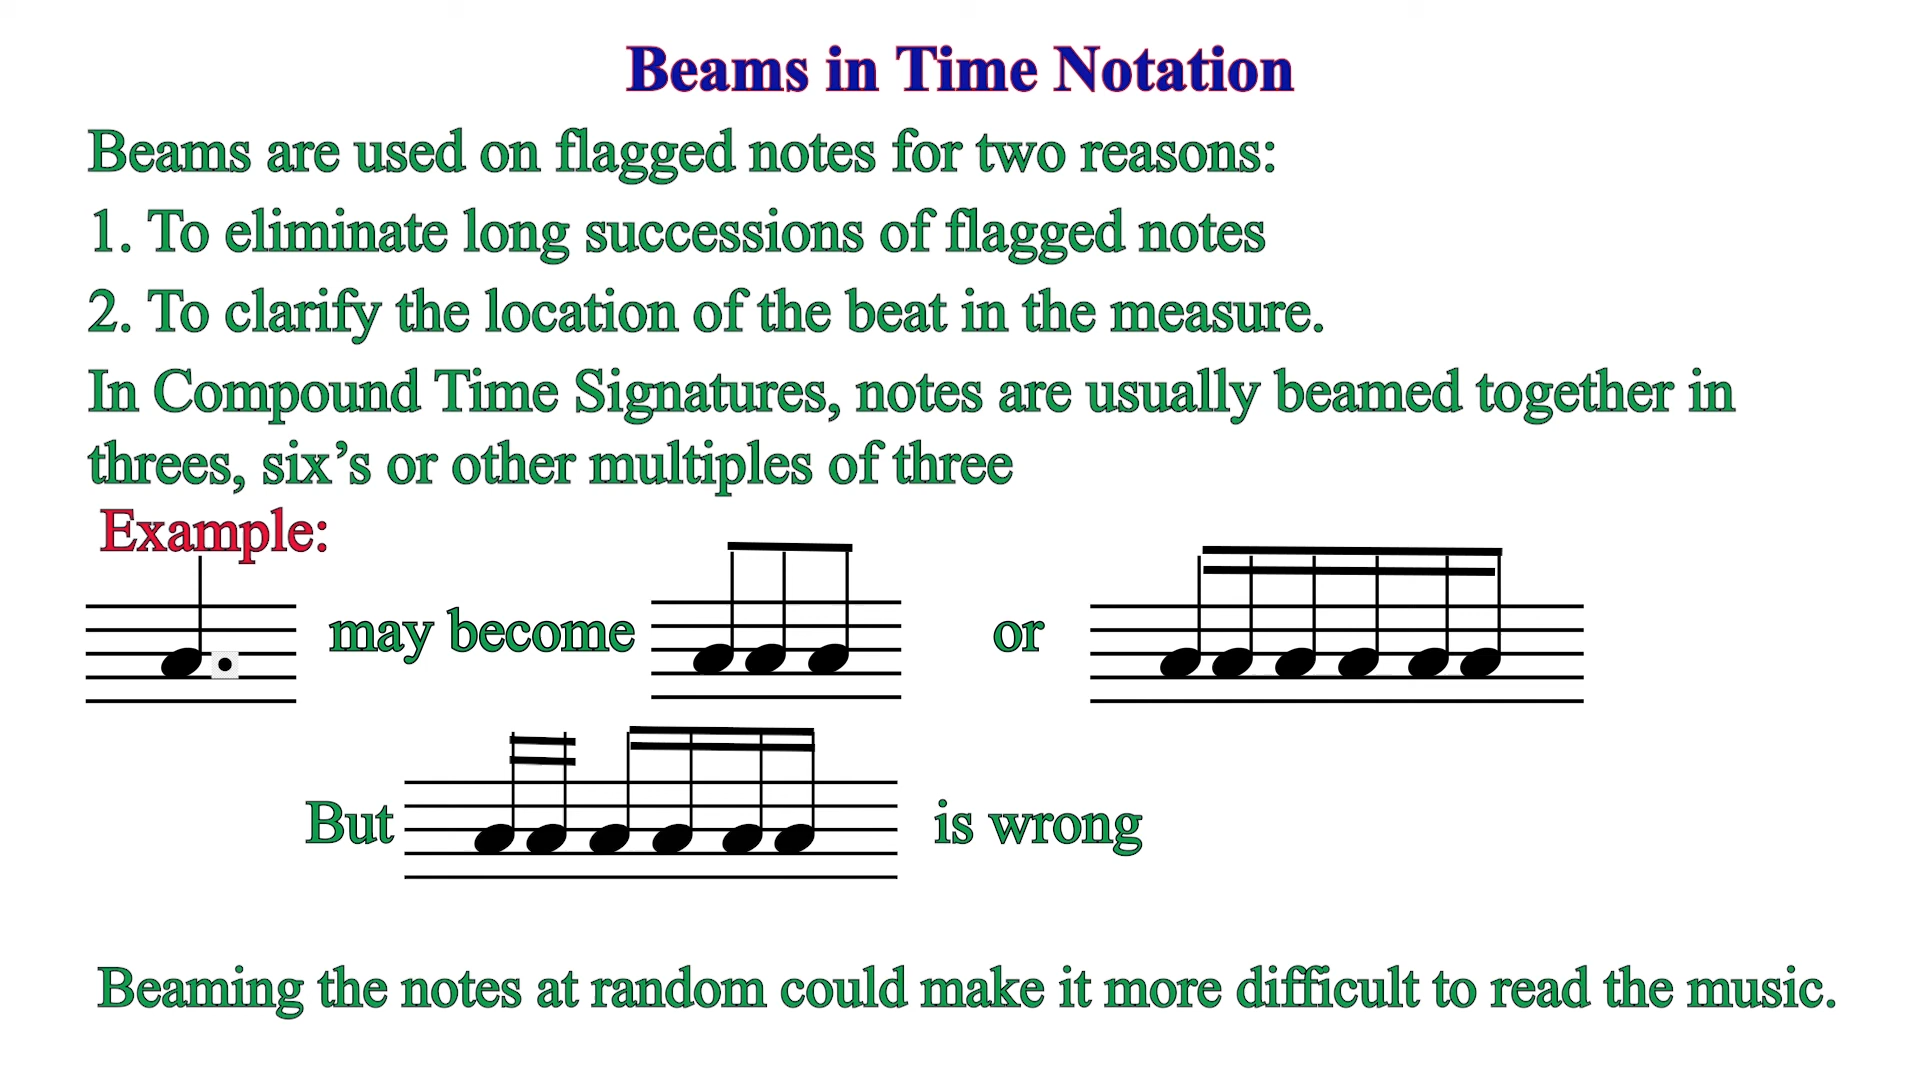 Beams in Time Notation
Beams are used on flagged notes for two reasons:
1. To eliminate long successions of flagged notes
2. To clarify the location of the beat in the measure.
In Compound Time Signatures, notes are usually beamed together in
threes, six’s or other multiples of three
Example:
may become
or
But
is wrong
Beaming the notes at random could make it more difficult to read the music.